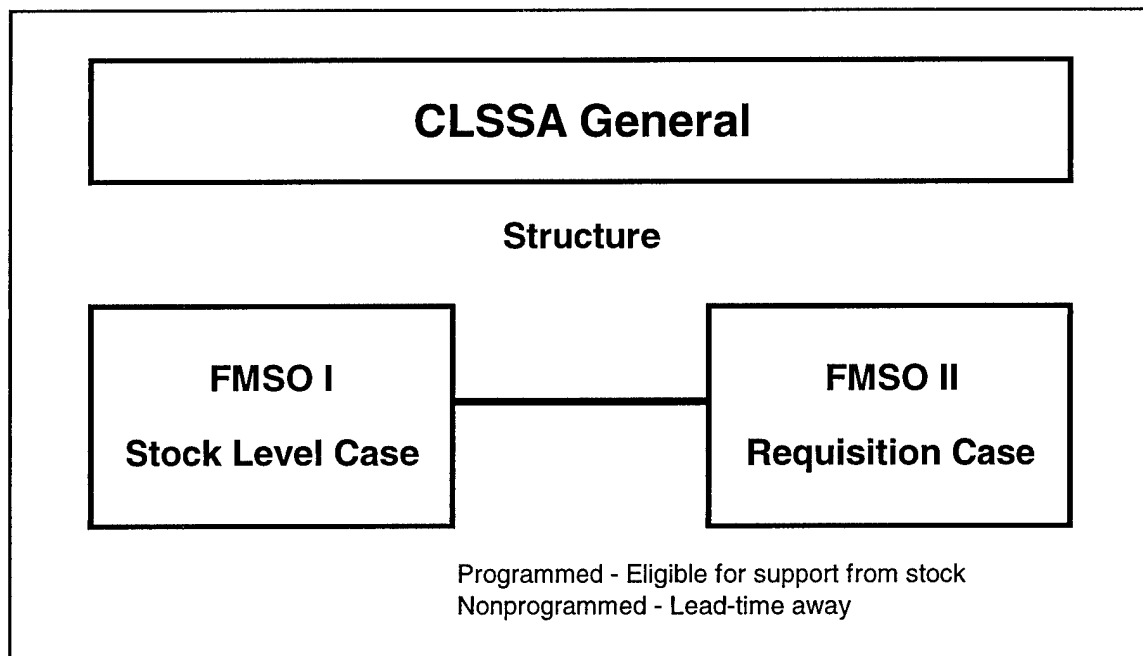 CLSSA General
Structure
FMSO I
Stock Level Case
FMSO II
Requisition Case
Programmed - Eligible for support from stock
Nonprogrammed - Lead-time away